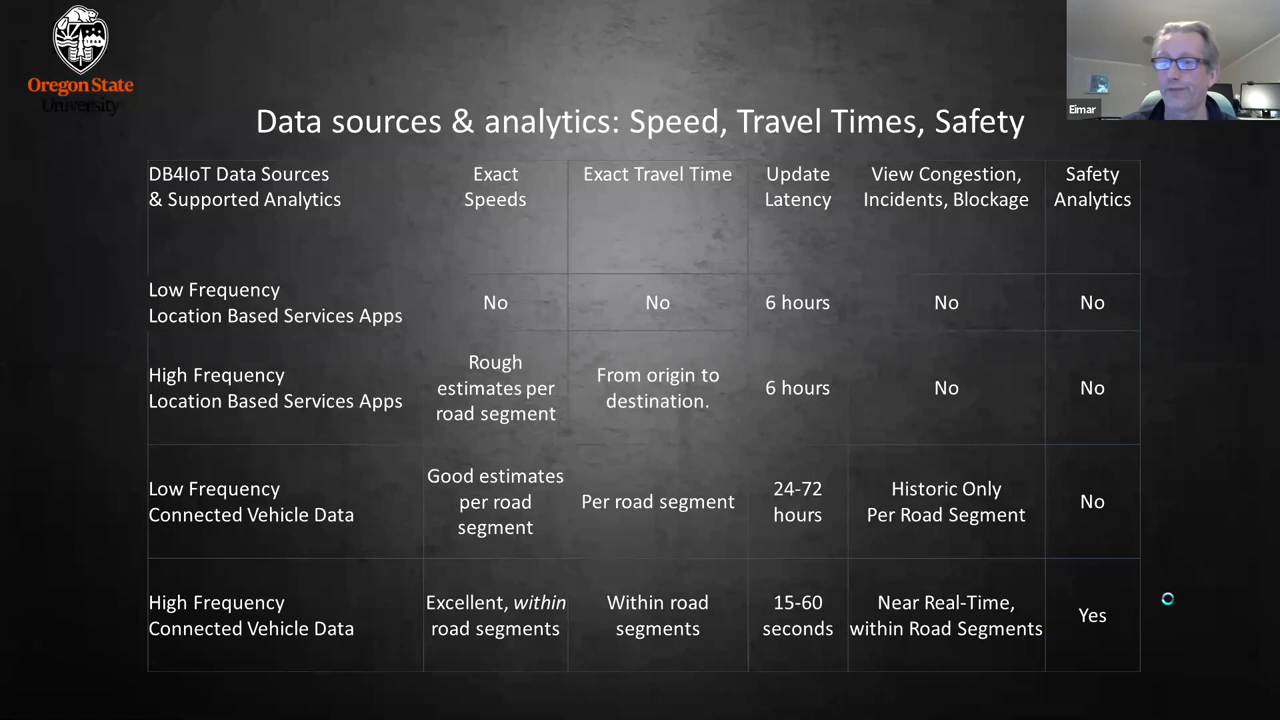 Oregon State
University
Eimar
Data sources & analytics: Speed, Travel Times, Safety
DB4IoT Data Sources
& Supported Analytics
Exact
Speeds
Exact Travel Time
Update
Latency
View Congestion,
Incidents, Blockage
Safety
Analytics
Low Frequency
Location Based Services Apps
No
No
6 hours
No
No
High Frequency
Location Based Services Apps
Rough
estimates per
road segment
From origin to
destination.
6 hours
No
No
Low Frequency
Connected Vehicle Data
Good estimates
per road
segment
Per road segment
24-72
hours
Historic Only
Per Road Segment
No
High Frequency
Connected Vehicle Data
Excellent, within
road segments
Within road
segments
15-60
seconds
Near Real-Time,
within Road Segments
Yes